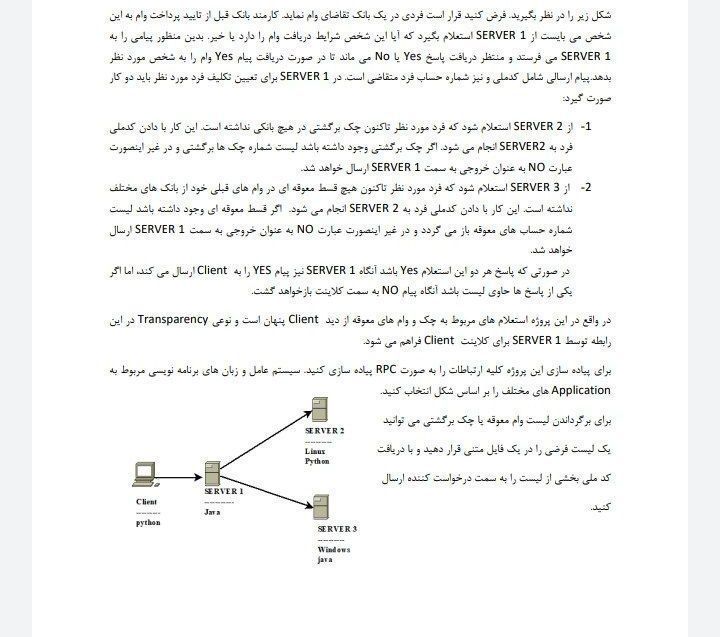 شکل زیر را در نظر بگیرید. فرض کنید قرار است فردی در یک بانک تقاضای وام نماید. کارمند بانک قبل از تایید پرداخت وام به این
شخص می بایست از SERVER 1 استعلام بگیرد که آیا این شخص شرایط دریافت وام را دارد یا خیر. بدین منظور پیامی را به
SERVER 1 می فرستد و منتظر دریافت پاسخ Yes یا No می ماند تا در صورت دریافت پیام Yes وام را به شخص مورد نظر
بدهد.پیام ارسالی شامل کدملی و نیز شماره حساب فرد متقاضی است. در SERVER 1 برای تعیین تکلیف فرد مورد نظر باید دو کار
صورت گیرد:
1- از SERVER 2 استعلام شود که فرد مورد نظر تاکنون چک برگشتی در هیچ بانکی نداشته است. این کار با دادن کدملی
فرد به SERVER2 انجام می شود. اگر چک برگشتی وجود داشته باشد لیست شماره چک ها برگشتی و در غیر اینصورت
عبارت NO به عنوان خروجی به سمت SERVER 1 ارسال خواهد شد.
2- از SERVER 3 استعلام شود که فرد مورد نظر تاکنون هیچ قسط معوقه ای در وام های قبلی خود از بانک های مختلف
نداشته است. این کار با دادن کدملی فرد به SERVER 2 انجام می شود. اگر قسط معوقه ای وجود داشته باشد لیست
شماره حساب های معوقه باز می گردد و در غیر اینصورت عبارت NO به عنوان خروجی به سمت SERVER 1 ارسال
خواهد شد.
در صورتی که پاسخ هر دو این استعلام Yes باشد آنگاه SERVER 1 نیز پیام YES را به Client ارسال می کند، اما اگر
یکی از پاسخ ها حاوی لیست باشد آنگاه پیام NO به سمت کلاینت بازخواهد گشت.
در واقع در این پروژه استعلام های مربوط به چک و وام های معوقه از دید Client پنهان است و نوعی Transparency در این
رابطه توسط SERVER 1 برای کلاینت Client فراهم می شود.
برای پیاده سازی این پروژه کلیه ارتباطات را به صورت RPC پیاده سازی کنید. سیستم عامل و زبان های برنامه نویسی مربوط به
Application های مختلف را بر اساس شکل انتخاب کنید.
برای برگرداندن لیست وام معوقه یا چک برگشتی می توانید
یک لیست فرضی را در یک فایل متنی قرار دهید و با دریافت
کد ملی بخشی از لیست را به سمت درخواست کننده ارسال
کنید.
SERVER 2
----------
Linux
Python
SERVER 1
----------
Java
Client
---------
python
SERVER 3
----------
Windows
java